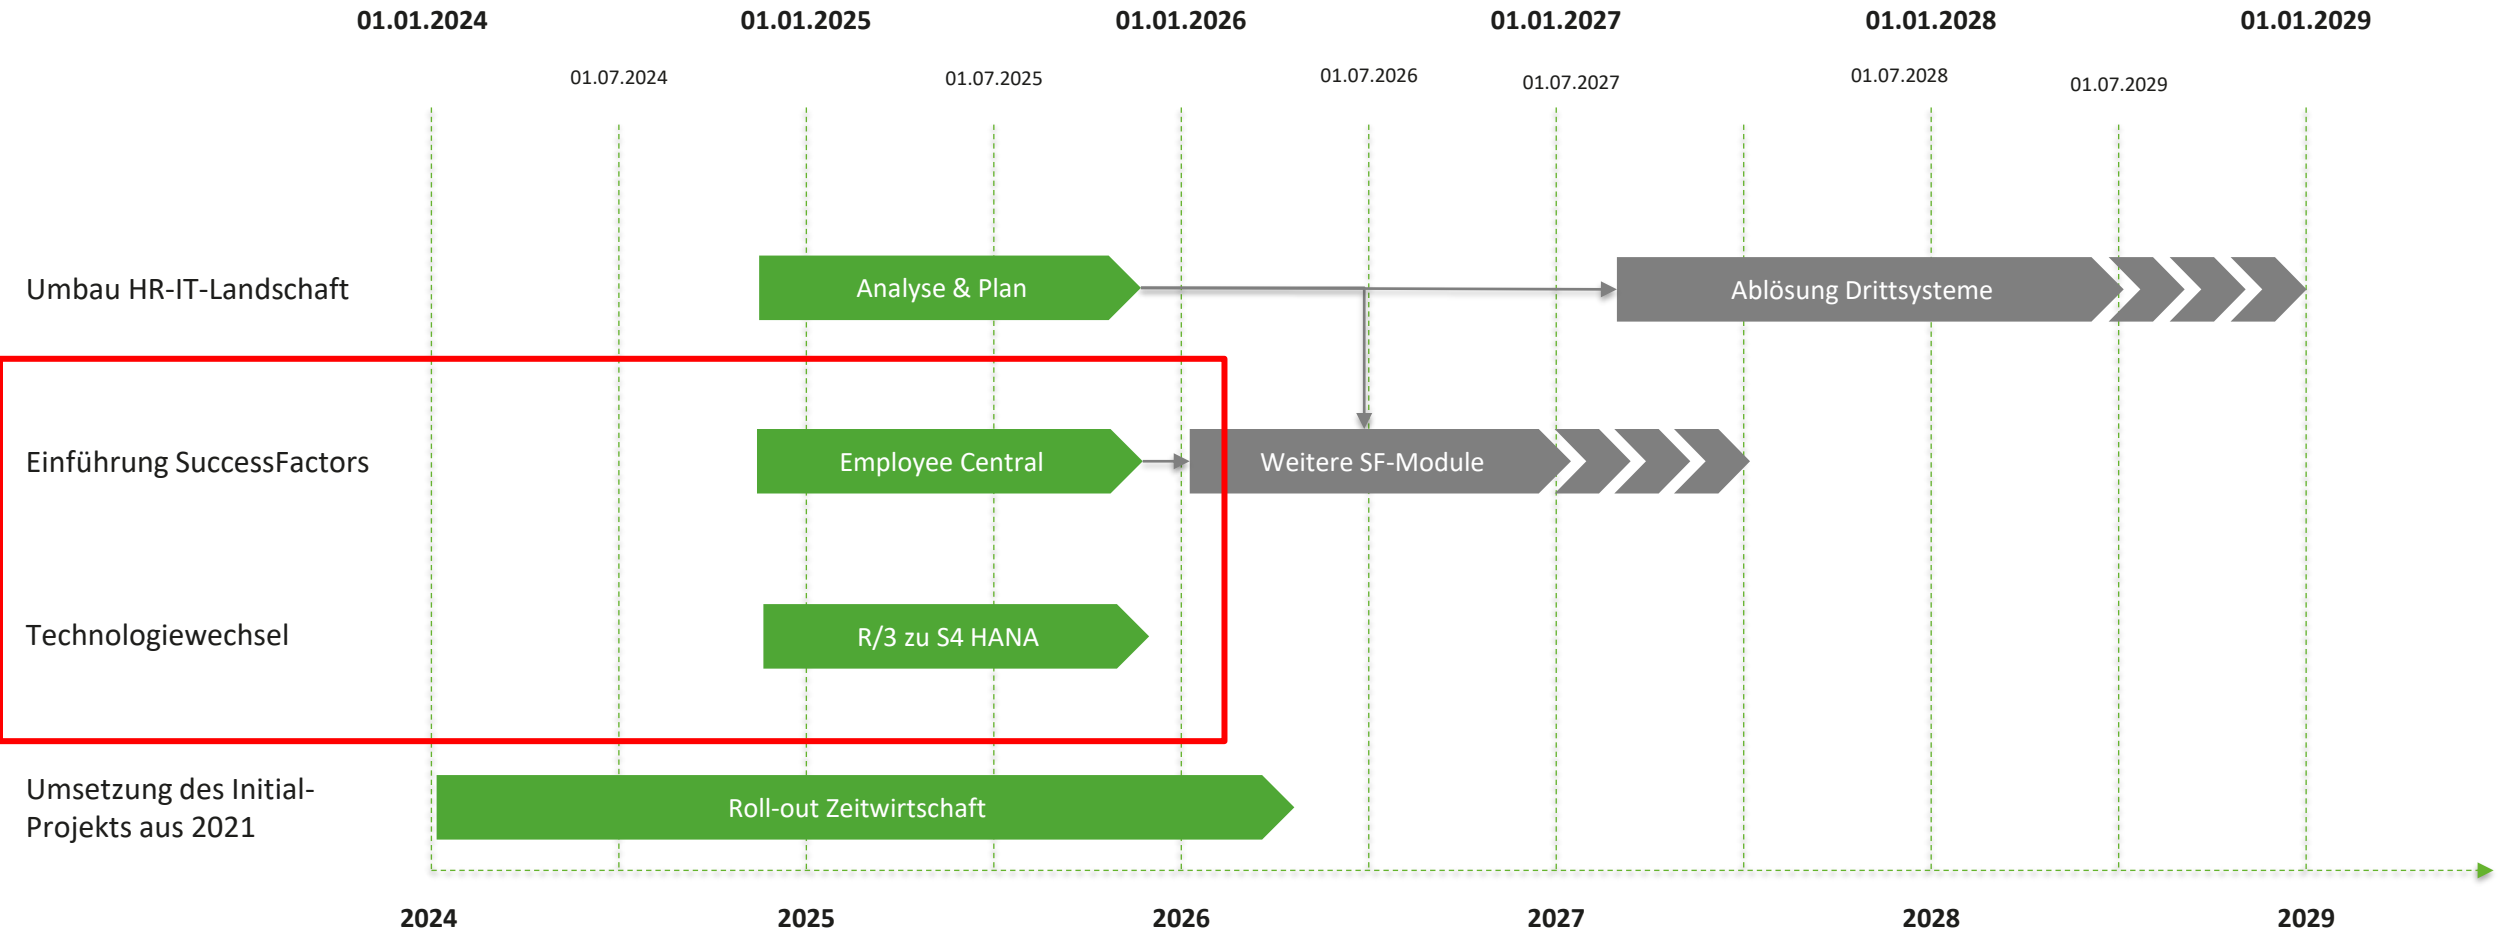 01.01.2024 01.01.2025 01.01.2026 01.01.2027 01.01.2028 01.01.2029
01.07.2024 01.07.2025 01.07.2026 01.07.2027 01.07.2028 01.07.2029
Umbau HR-IT-Landschaft Analyse & Plan Ablösung Drittsysteme
Einführung SuccessFactors Employee Central Weitere SF-Module
Technologiewechsel R/3 zu S4 HANA
Umsetzung des Initial-
Projekts aus 2021
Roll-out Zeitwirtschaft
2024 2025 2026 2027 2028 2029